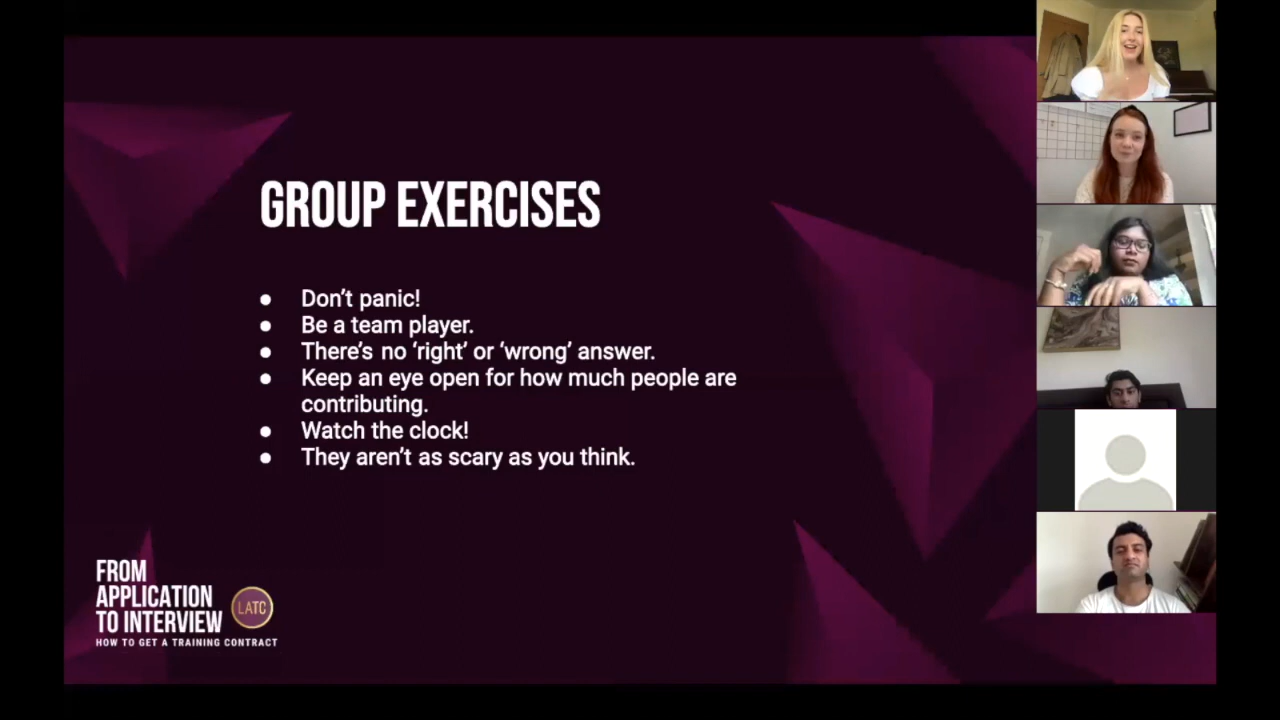 GROUP EXERCISES
● Don’t panic!
● Be a team player.
● There’s no ‘right’ or ‘wrong’ answer.
● Keep an eye open for how much people are
contributing.
● Watch the clock!
● They aren’t as scary as you think.
FROM
APPLICATION
TO INTERVIEW
LATC
HOW TO GET A TRAINING CONTRACT